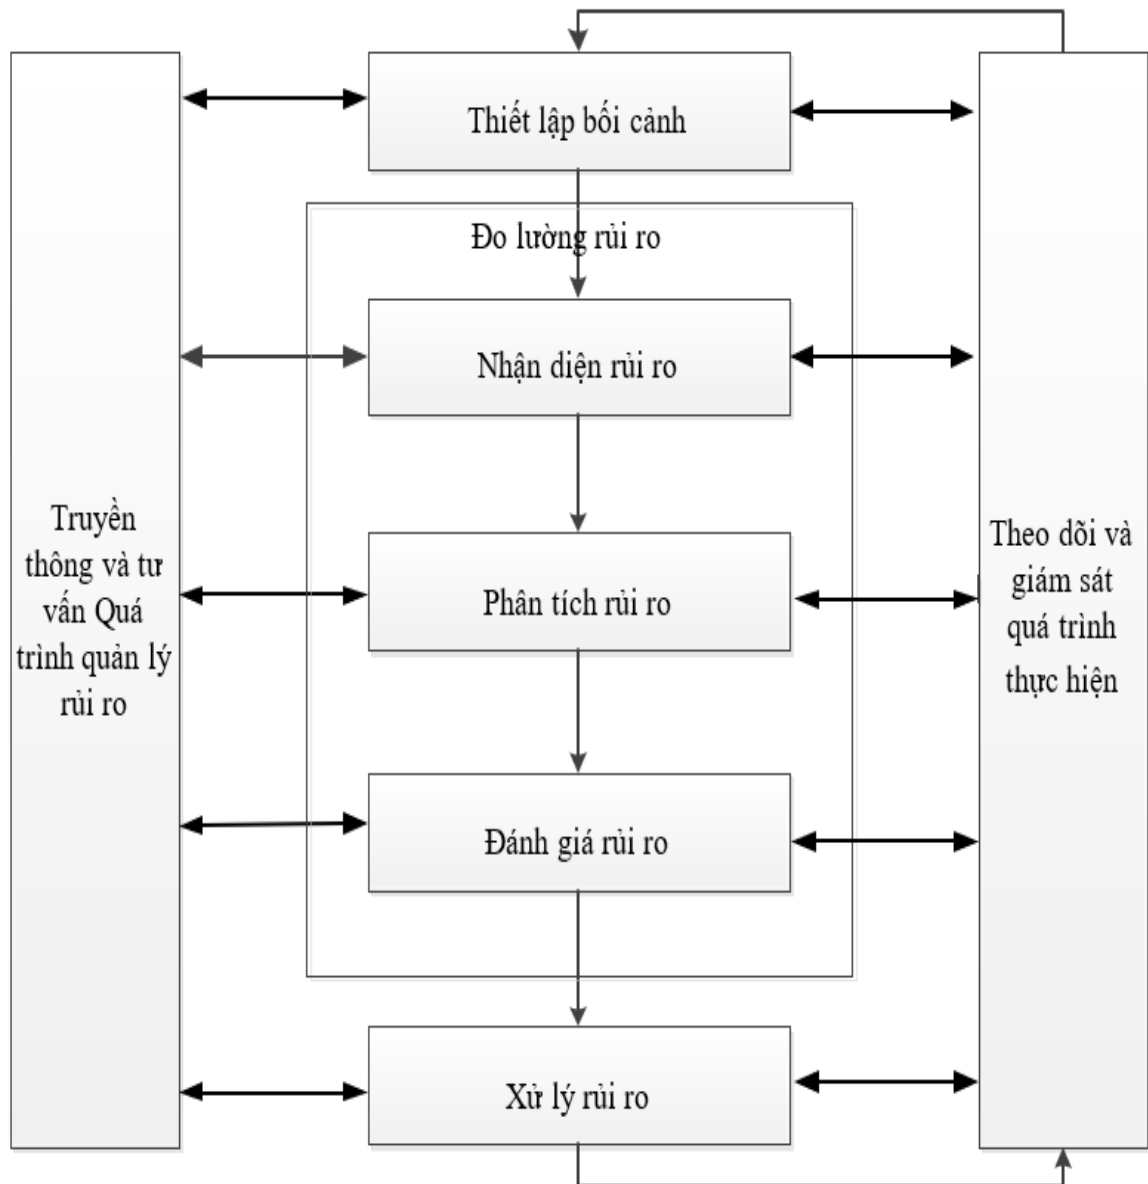 Thiết lập bối cảnh
Đo lường rủi ro
Nhận diện rủi ro
Phân tích rủi ro
Đánh giá rủi ro
Xử lý rủi ro
Truyền
thông và tư
vấn Quá
trình quản lý
rủi ro
Theo dõi và
giám sát
quá trình
thực hiện